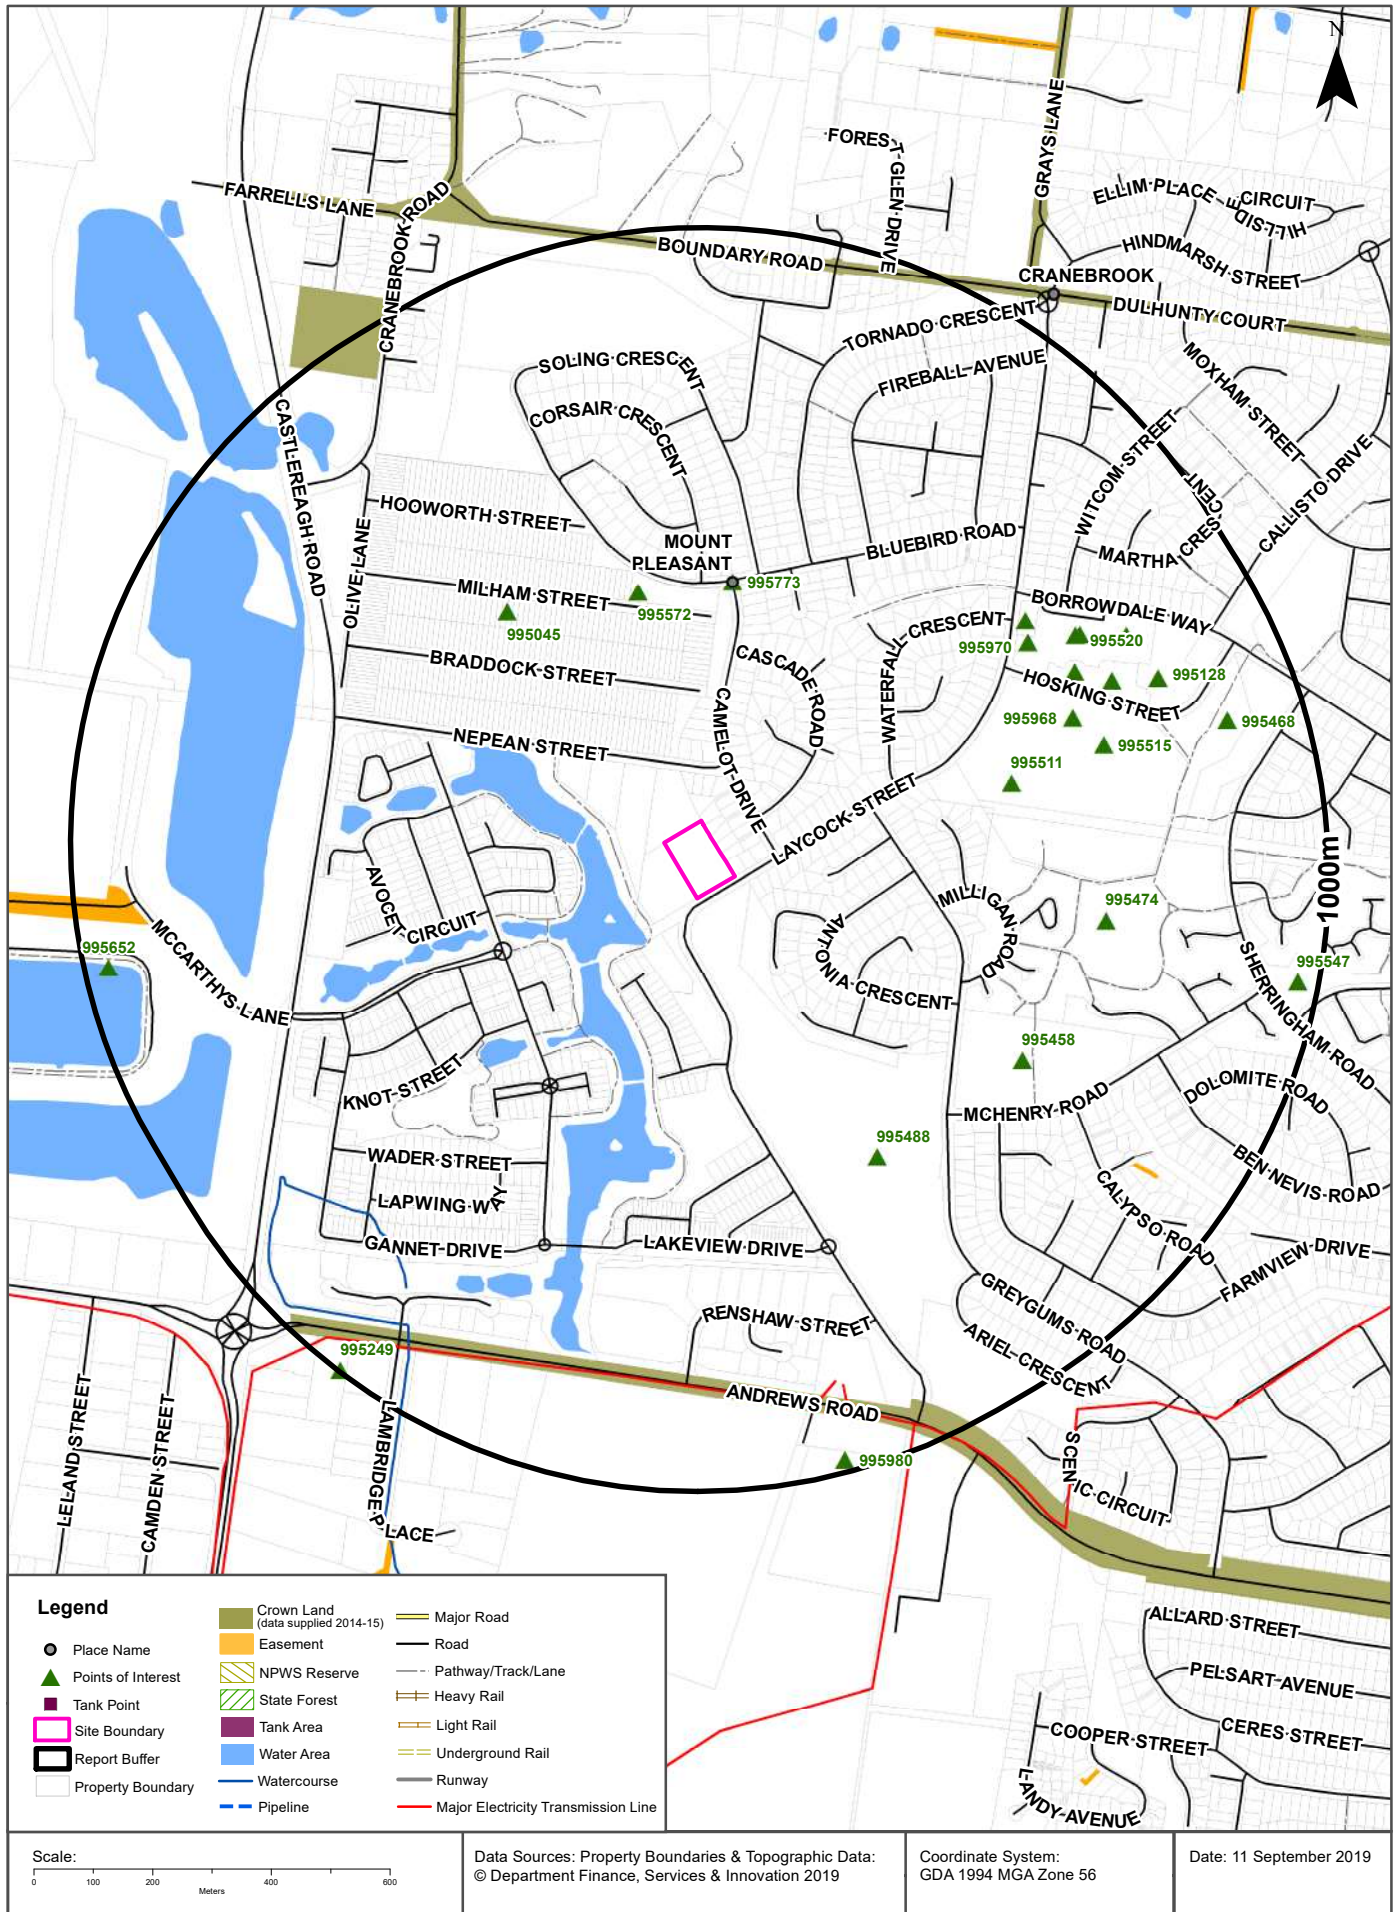 N
FARRELLS LANE
CRANEBROOK ROAD
BOUNDARY ROAD
FOREST GLEN DRIVE
GRAYS LANE
ELLIM PLACE
HILLSIDE CIRCUIT
HINDMARSH STREET
CRANEBROOK
DULHUNTY COURT
TORNADO CRESCENT
FIREBALL AVENUE
SOLING CRESCENT
CORSAIR CRESCENT
MOXHAM STREET
WITCOM STREET
CALLISTO DRIVE
MARTHA CRESCENT
CASTLEREAGH ROAD
OLIVE LANE
HOOWORTH STREET
MOUNT
PLEASANT
BLUEBIRD ROAD
MILHAM STREET
995773
995572
995045
BORROWDALE WAY
995520
995970
WATERFALL CRESCENT
BRADDOCK STREET
CASCADE ROAD
HOSKING STREET
995128
995968
995468
995515
995511
NEPEAN STREET
CAMELOT DRIVE
LAYCOCK STREET
1000m
AVOCET CIRCUIT
MILLIGAN ROAD
995474
ANTONIA CRESCENT
995652
MCCARTHYS LANE
SHERRINGHAM ROAD
995547
995458
KNOT STREET
MCHENRY ROAD
DOLOMITE ROAD
995488
WADER STREET
BEN NEVIS ROAD
LAPWING WAY
CALYPSO ROAD
GANNET DRIVE
LAKEVIEW DRIVE
FARMVIEW DRIVE
GREYGUMS ROAD
RENSHAW STREET
ARIEL CRESCENT
995249
ANDREWS ROAD
LELAND STREET
CAMDEN STREET
LAMBRIDGE PLACE
995980
SCENIC CIRCUIT
ALLARD STREET
PELSART AVENUE
COOPER STREET
CERES STREET
LANDY AVENUE
Legend
Place Name
Points of Interest
Tank Point
Site Boundary
Report Buffer
Property Boundary
Crown Land
(data supplied 2014-15)
Easement
NPWS Reserve
State Forest
Tank Area
Water Area
Watercourse
Pipeline
Major Road
Road
Pathway/Track/Lane
Heavy Rail
Light Rail
Underground Rail
Runway
Major Electricity Transmission Line
Scale:
0 100 200 400 600
Meters
Data Sources: Property Boundaries & Topographic Data:
© Department Finance, Services & Innovation 2019
Coordinate System:
GDA 1994 MGA Zone 56
Date: 11 September 2019